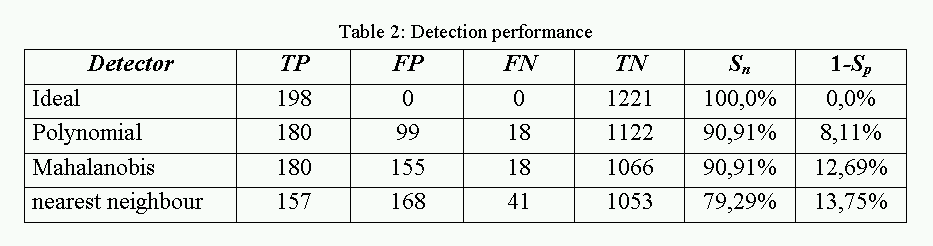 Table 2: Detection performance
Detector TP FP FN TN Sn 1-Sp
Ideal 198 0 0 1221 100,0% 0,0%
Polynomial 180 99 18 1122 90,91% 8,11%
Mahalanobis 180 155 18 1066 90,91% 12,69%
nearest neighbour 157 168 41 1053 79,29% 13,75%